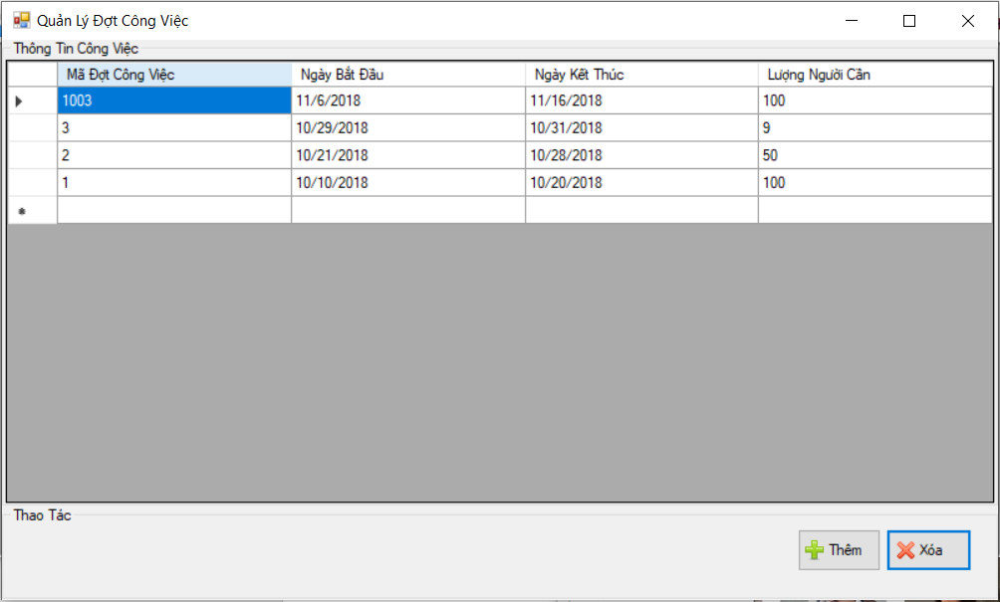 Quản Lý Đợt Công Việc
Thông Tin Công Việc
Mã Đợt Công Việc Ngày Bắt Đầu Ngày Kết Thúc Lượng Người Cần
1003 11/6/2018 11/16/2018 100
3 10/29/2018 10/31/2018 9
2 10/21/2018 10/28/2018 50
1 10/10/2018 10/20/2018 100
Thao Tác
Thêm Xóa